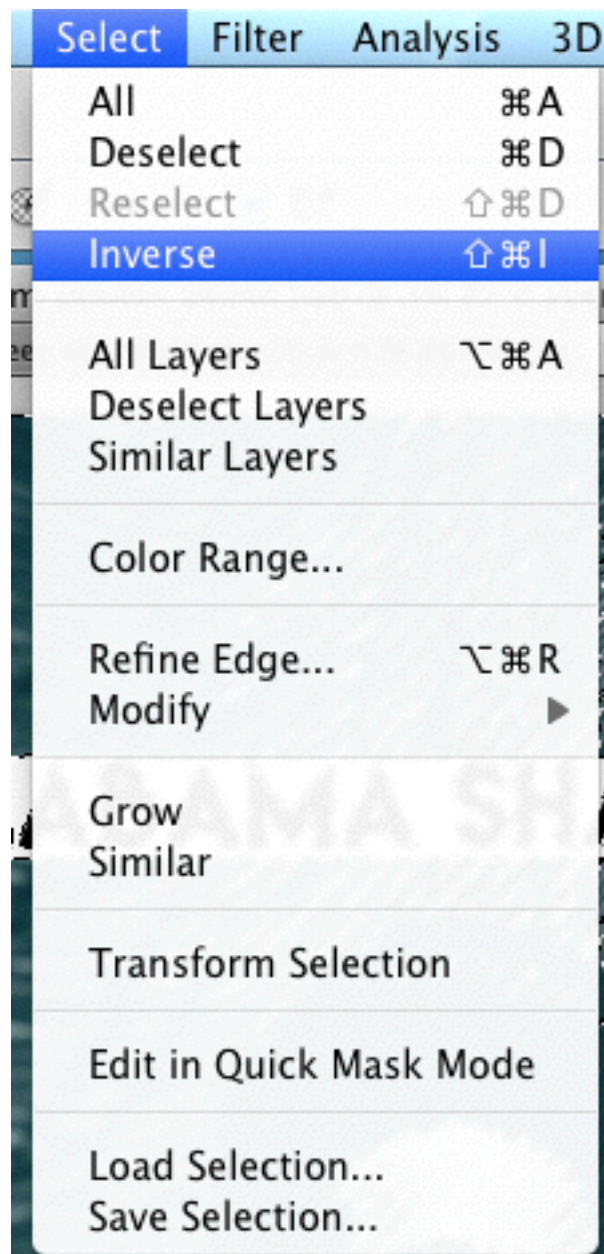 Select Filter Analysis 3D
All ⌘A
Deselect ⌘D
Reselect ⇧⌘D
Inverse ⇧⌘I
All Layers ⌥⌘A
Deselect Layers
Similar Layers
Color Range...
Refine Edge... ⌥⌘R
Modify ▶
Grow
Similar
Transform Selection
Edit in Quick Mask Mode
Load Selection...
Save Selection...